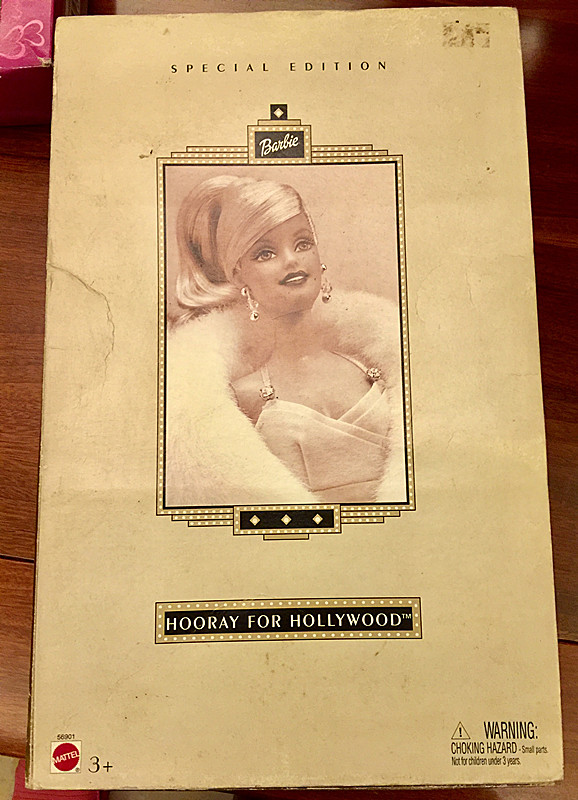 SPECIAL EDITION
Barbie
HOORAY FOR HOLLYWOOD™
56901
MATTEL
®
3+
⚠ WARNING:
CHOKING HAZARD - Small parts.
Not for children under 3 years.